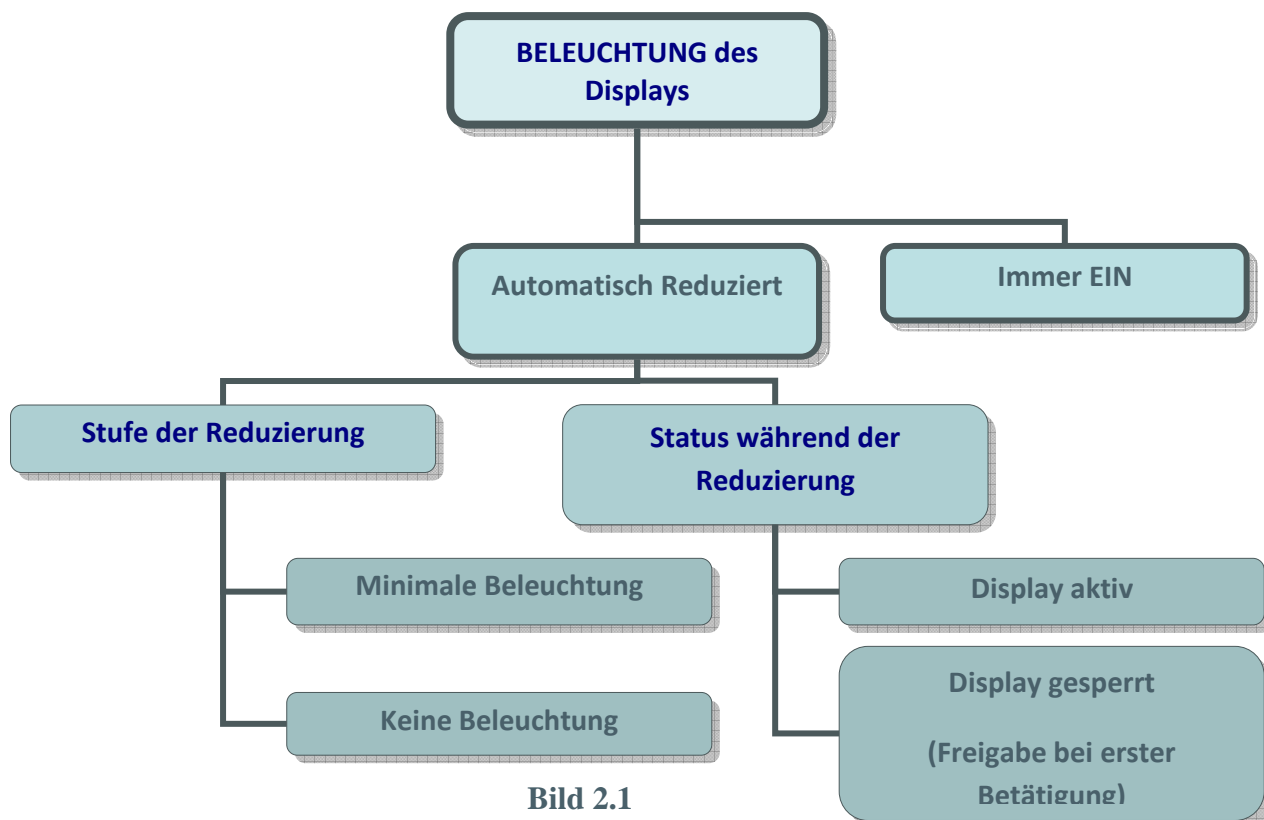 BELEUCHTUNG des
Displays
Automatisch Reduziert
Immer EIN
Stufe der Reduzierung
Status während der
Reduzierung
Minimale Beleuchtung
Display aktiv
Keine Beleuchtung
Display gesperrt
(Freigabe bei erster
Betätigung)
Bild 2.1